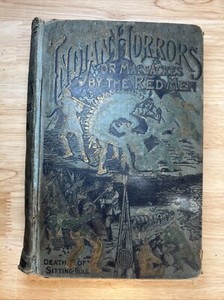 INDIAN HORRORS
OR MASSACRES
BY THE RED MEN
DEATH OF
SITTING BULL